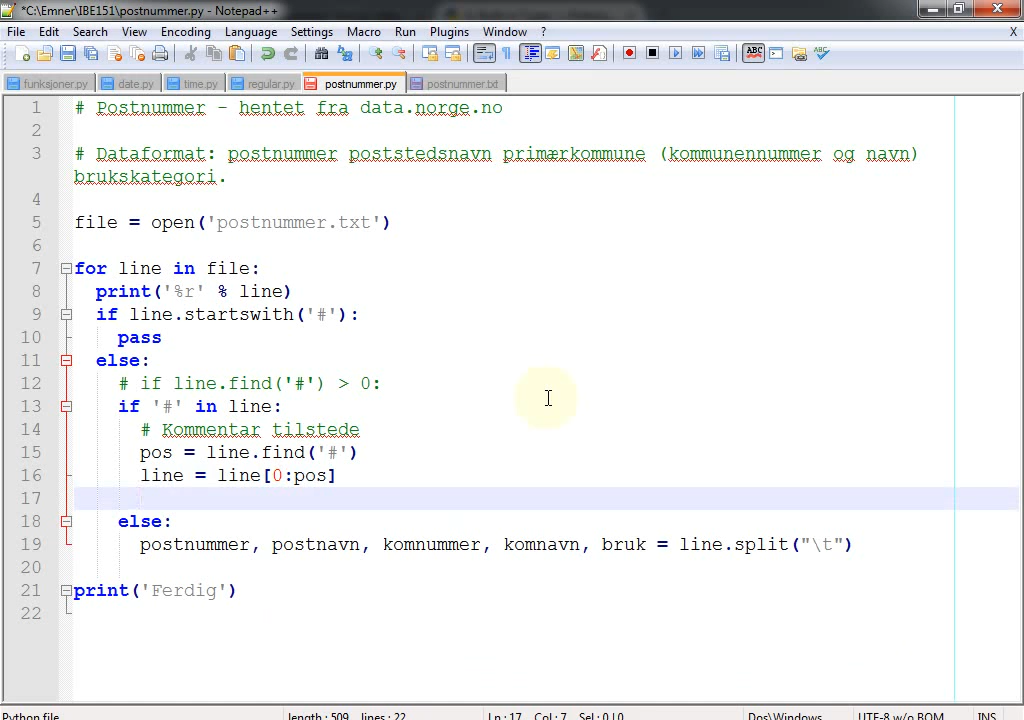 *C:\Emner\IBE151\postnummer.py - Notepad++
File Edit Search View Encoding Language Settings Macro Run Plugins Window ? X
funksjoner.py date.py time.py regular.py postnummer.py postnummer.txt
1 # Postnummer - hentet fra data.norge.no
2
3 # Dataformat: postnummer poststedsnavn primærkommune (kommunennummer og navn)
brukskategori.
4
5 file = open('postnummer.txt')
6
7 for line in file:
8 print('%r' % line)
9 if line.startswith('#'):
10 pass
11 else:
12 # if line.find('#') > 0:
13 if '#' in line:
14 # Kommentar tilstede
15 pos = line.find('#')
16 line = line[0:pos]
17
18 else:
19 postnummer, postnavn, komnummer, komnavn, bruk = line.split("\t")
20
21 print('Ferdig')
22
Python file length : 509 lines : 22 Ln : 17 Col : 7 Sel : 0 | 0 Dos\Windows UTF-8 w/o BOM INS